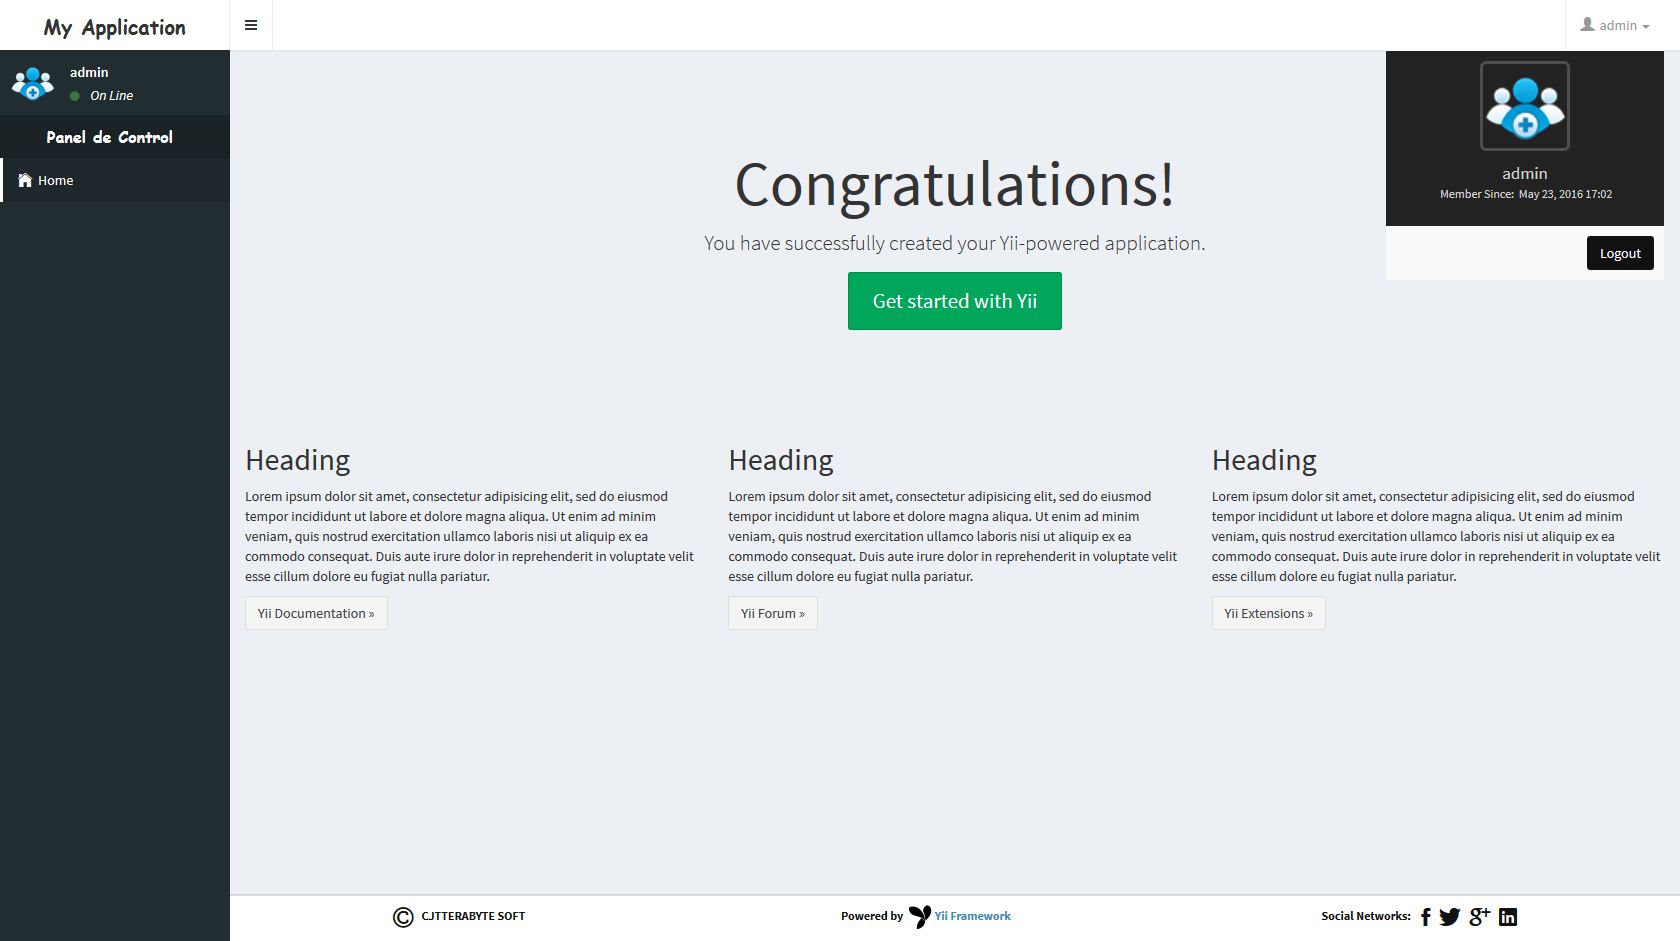 My Application
admin
admin
On Line
Panel de Control
Home
admin
Member Since: May 23, 2016 17:02
Logout
Congratulations!
You have successfully created your Yii-powered application.
Get started with Yii
Heading
Lorem ipsum dolor sit amet, consectetur adipisicing elit, sed do eiusmod
tempor incididunt ut labore et dolore magna aliqua. Ut enim ad minim
veniam, quis nostrud exercitation ullamco laboris nisi ut aliquip ex ea
commodo consequat. Duis aute irure dolor in reprehenderit in voluptate velit
esse cillum dolore eu fugiat nulla pariatur.
Yii Documentation »
Heading
Lorem ipsum dolor sit amet, consectetur adipisicing elit, sed do eiusmod
tempor incididunt ut labore et dolore magna aliqua. Ut enim ad minim
veniam, quis nostrud exercitation ullamco laboris nisi ut aliquip ex ea
commodo consequat. Duis aute irure dolor in reprehenderit in voluptate velit
esse cillum dolore eu fugiat nulla pariatur.
Yii Forum »
Heading
Lorem ipsum dolor sit amet, consectetur adipisicing elit, sed do eiusmod
tempor incididunt ut labore et dolore magna aliqua. Ut enim ad minim
veniam, quis nostrud exercitation ullamco laboris nisi ut aliquip ex ea
commodo consequat. Duis aute irure dolor in reprehenderit in voluptate velit
esse cillum dolore eu fugiat nulla pariatur.
Yii Extensions »
© CJTTERABYTE SOFT
Powered by Yii Framework
Social Networks: